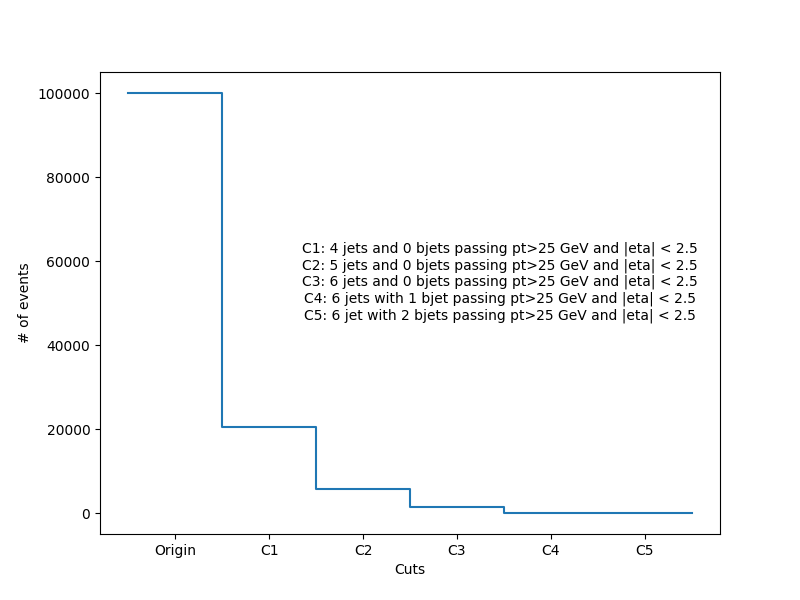 100000
80000
60000
40000
20000
0
# of events
C1: 4 jets and 0 bjets passing pt>25 GeV and |eta| < 2.5
C2: 5 jets and 0 bjets passing pt>25 GeV and |eta| < 2.5
C3: 6 jets and 0 bjets passing pt>25 GeV and |eta| < 2.5
C4: 6 jets with 1 bjet passing pt>25 GeV and |eta| < 2.5
C5: 6 jet with 2 bjets passing pt>25 GeV and |eta| < 2.5
Origin C1 C2 C3 C4 C5
Cuts